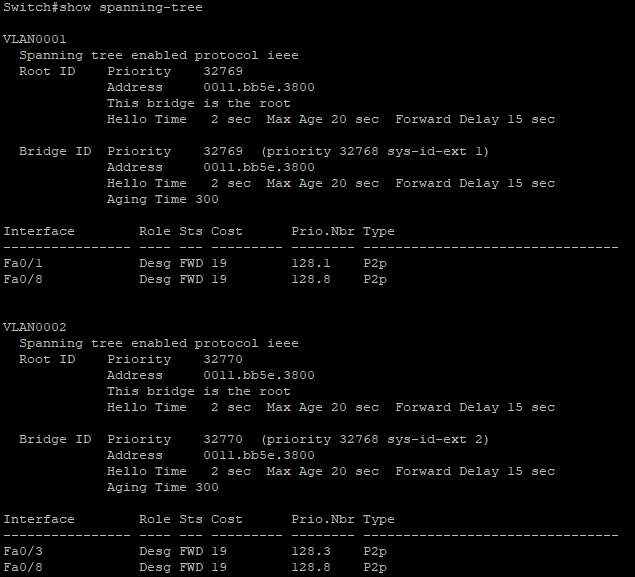 Switch#show spanning-tree
VLAN0001
  Spanning tree enabled protocol ieee
  Root ID    Priority    32769
             Address     0011.bb5e.3800
             This bridge is the root
             Hello Time   2 sec  Max Age 20 sec  Forward Delay 15 sec
  Bridge ID  Priority    32769  (priority 32768 sys-id-ext 1)
             Address     0011.bb5e.3800
             Hello Time   2 sec  Max Age 20 sec  Forward Delay 15 sec
             Aging Time 300
Interface        Role Sts Cost      Prio.Nbr Type
---------------- ---- --- --------- -------- --------------------------------
Fa0/1            Desg FWD 19        128.1    P2p
Fa0/8            Desg FWD 19        128.8    P2p
VLAN0002
  Spanning tree enabled protocol ieee
  Root ID    Priority    32770
             Address     0011.bb5e.3800
             This bridge is the root
             Hello Time   2 sec  Max Age 20 sec  Forward Delay 15 sec
  Bridge ID  Priority    32770  (priority 32768 sys-id-ext 2)
             Address     0011.bb5e.3800
             Hello Time   2 sec  Max Age 20 sec  Forward Delay 15 sec
             Aging Time 300
Interface        Role Sts Cost      Prio.Nbr Type
---------------- ---- --- --------- -------- --------------------------------
Fa0/3            Desg FWD 19        128.3    P2p
Fa0/8            Desg FWD 19        128.8    P2p